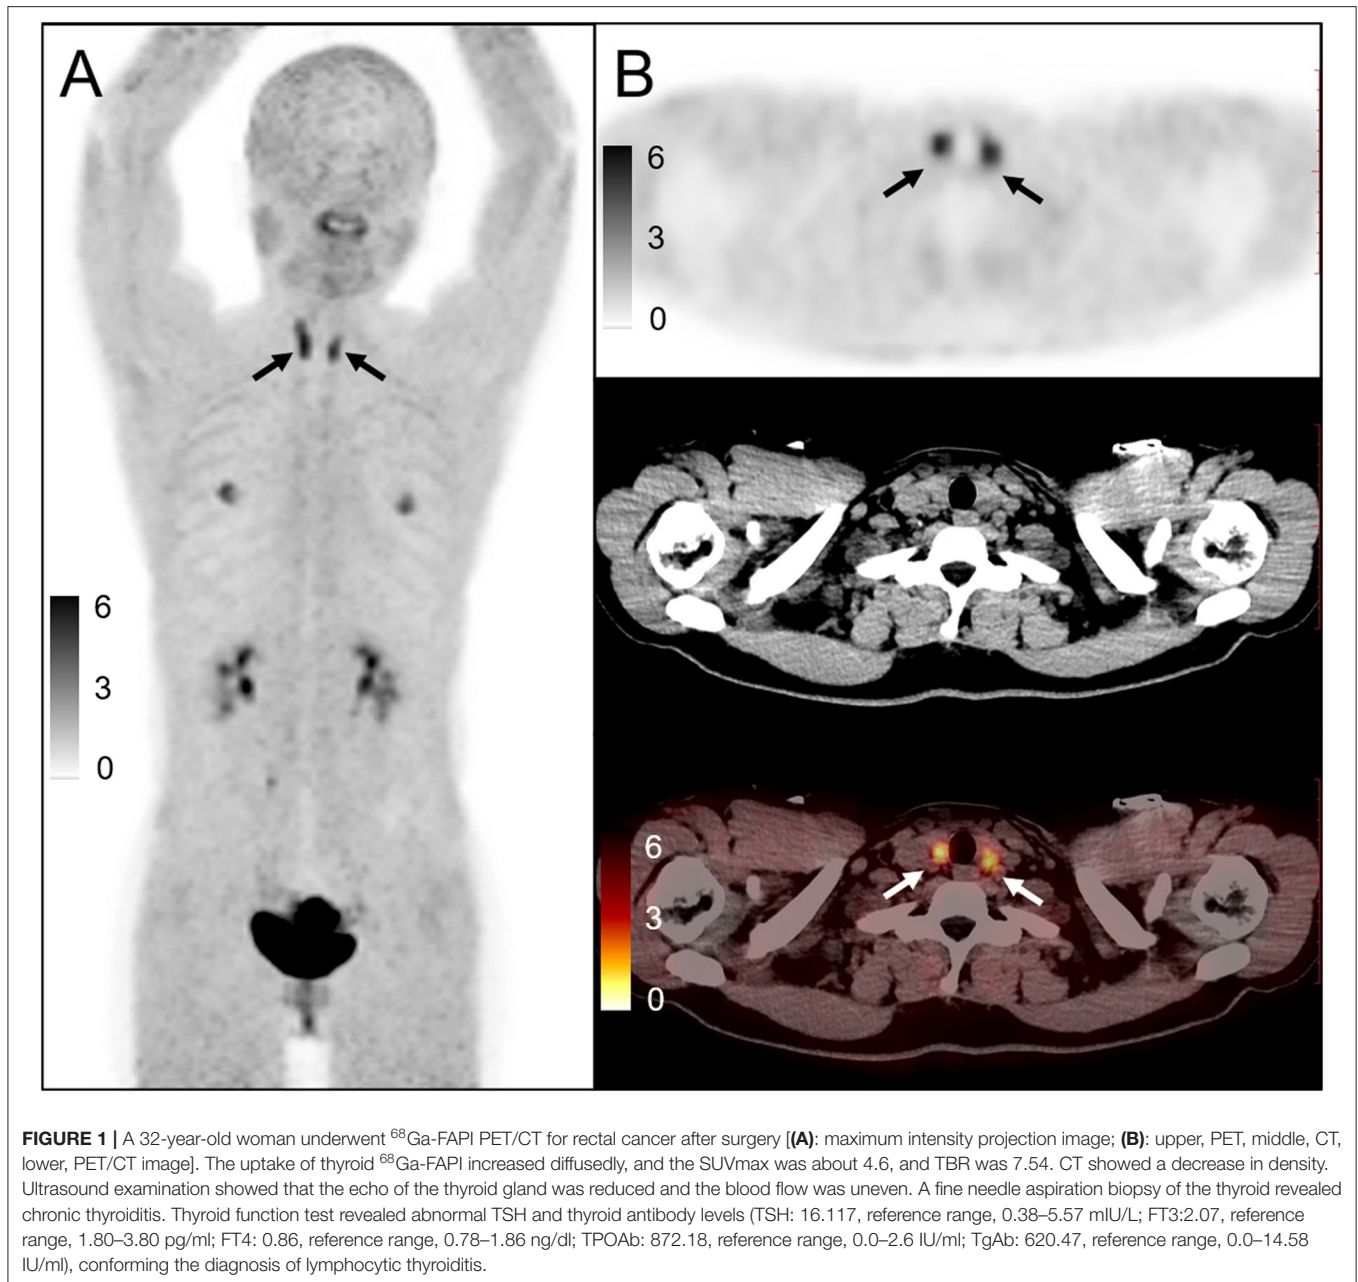 A
B
6
3
0
6
3
0
6
3
0
FIGURE 1 | A 32-year-old woman underwent ⁶⁸Ga-FAPI PET/CT for rectal cancer after surgery [(A): maximum intensity projection image; (B): upper, PET, middle, CT,
lower, PET/CT image]. The uptake of thyroid ⁶⁸Ga-FAPI increased diffusedly, and the SUVmax was about 4.6, and TBR was 7.54. CT showed a decrease in density.
Ultrasound examination showed that the echo of the thyroid gland was reduced and the blood flow was uneven. A fine needle aspiration biopsy of the thyroid revealed
chronic thyroiditis. Thyroid function test revealed abnormal TSH and thyroid antibody levels (TSH: 16.117, reference range, 0.38–5.57 mIU/L; FT3:2.07, reference
range, 1.80–3.80 pg/ml; FT4: 0.86, reference range, 0.78–1.86 ng/dl; TPOAb: 872.18, reference range, 0.0–2.6 IU/ml; TgAb: 620.47, reference range, 0.0–14.58
IU/ml), conforming the diagnosis of lymphocytic thyroiditis.